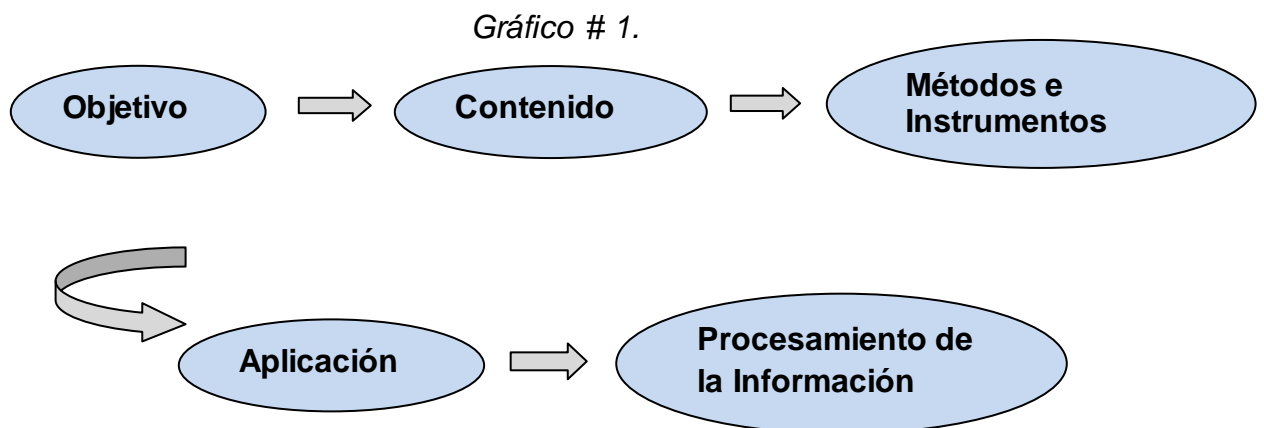 Gráfico # 1.
Objetivo
Contenido
Métodos e
Instrumentos
Aplicación
Procesamiento de
la Información